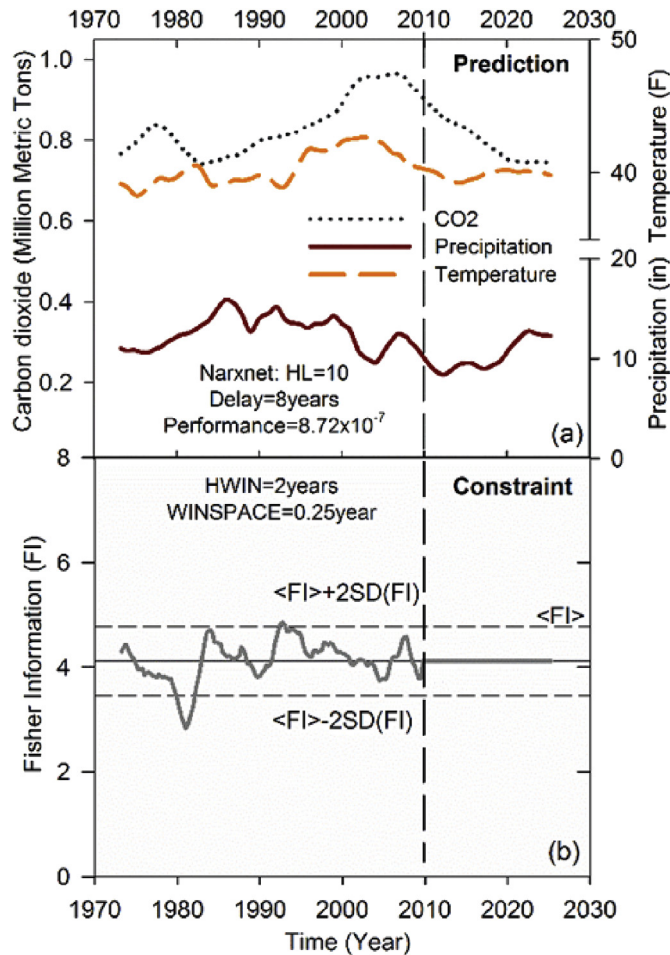 1970 1980 1990 2000 2010 2020 2030
1.0
0.8
0.6
0.4
0.2
Carbon dioxide (Million Metric Tons)
50
40
Temperature (F)
20
10
0
Precipitation (in)
Prediction
CO2
Precipitation
Temperature
Narxnet: HL=10
Delay=8years
Performance=8.72x10⁻⁷
(a)
8
6
4
2
0
Fisher Information (FI)
HWIN=2years
WINSPACE=0.25year
Constraint
<FI>+2SD(FI)
<FI>
<FI>-2SD(FI)
(b)
1970 1980 1990 2000 2010 2020 2030
Time (Year)